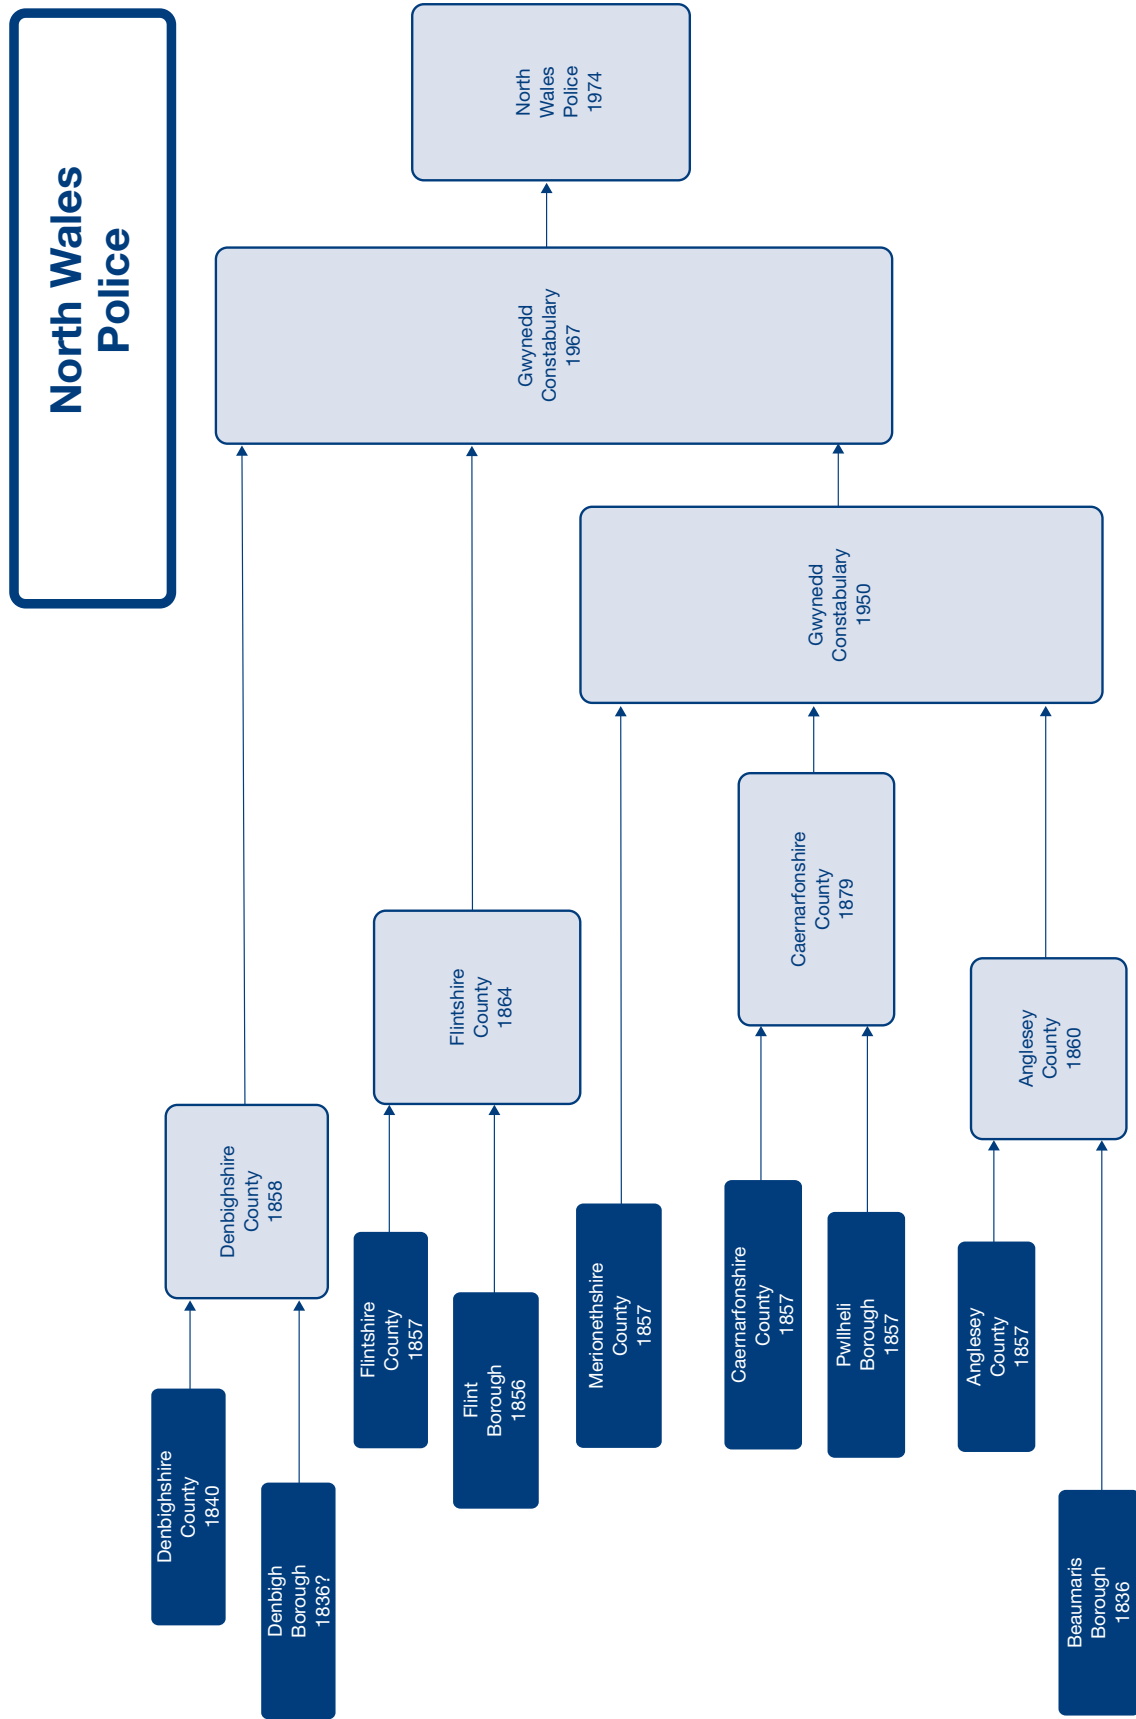 North Wales
Police
North
Wales
Police
1974
Gwynedd
Constabulary
1967
Gwynedd
Constabulary
1950
Denbighshire
County
1858
Flintshire
County
1864
Caernarfonshire
County
1879
Anglesey
County
1860
Denbighshire
County
1840
Denbigh
Borough
1836?
Flintshire
County
1857
Flint
Borough
1856
Merionethshire
County
1857
Caernarfonshire
County
1857
Pwllheli
Borough
1857
Anglesey
County
1857
Beaumaris
Borough
1836